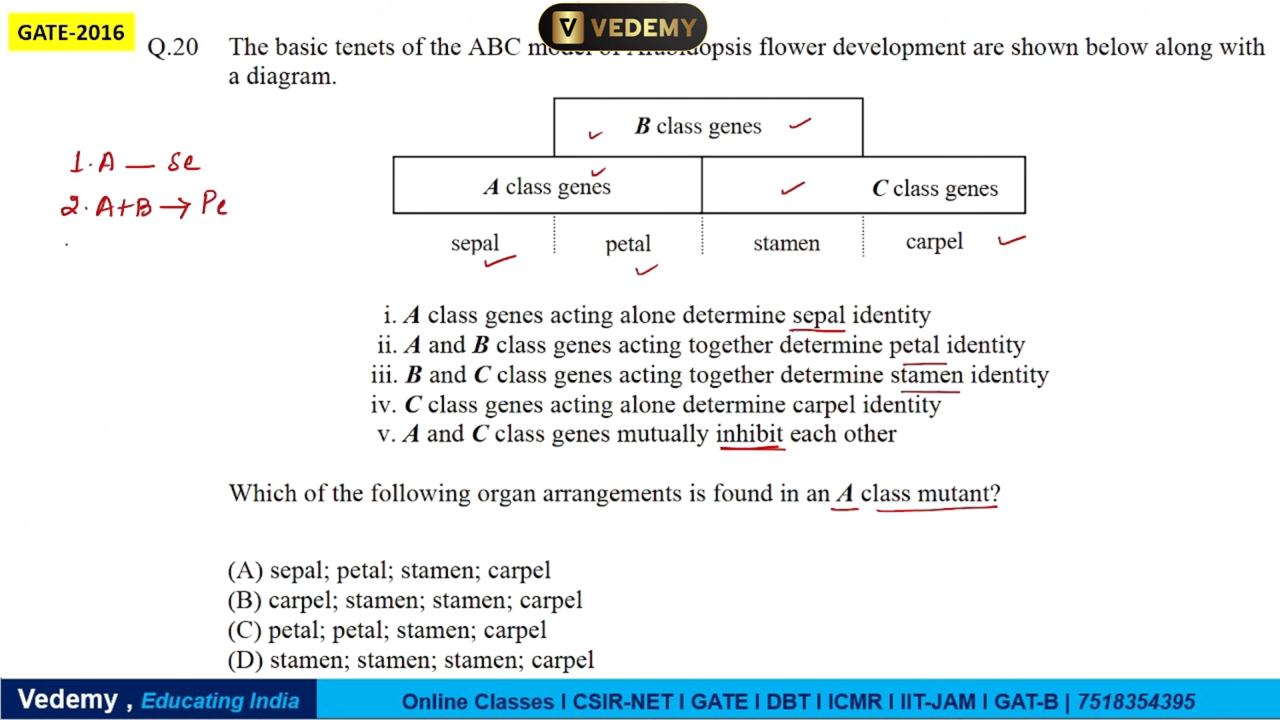 GATE-2016
VEDEMY
Q.20 The basic tenets of the ABC flower development are shown below along with
a diagram.
B class genes
1. A — Se
A class genes C class genes
2. A+B → Pe
sepal petal stamen carpel
i. A class genes acting alone determine sepal identity
ii. A and B class genes acting together determine petal identity
iii. B and C class genes acting together determine stamen identity
iv. C class genes acting alone determine carpel identity
v. A and C class genes mutually inhibit each other
Which of the following organ arrangements is found in an A class mutant?
(A) sepal; petal; stamen; carpel
(B) carpel; stamen; stamen; carpel
(C) petal; petal; stamen; carpel
(D) stamen; stamen; stamen; carpel
Vedemy , Educating India Online Classes I CSIR-NET I GATE I DBT I ICMR I IIT-JAM I GAT-B | 7518354395